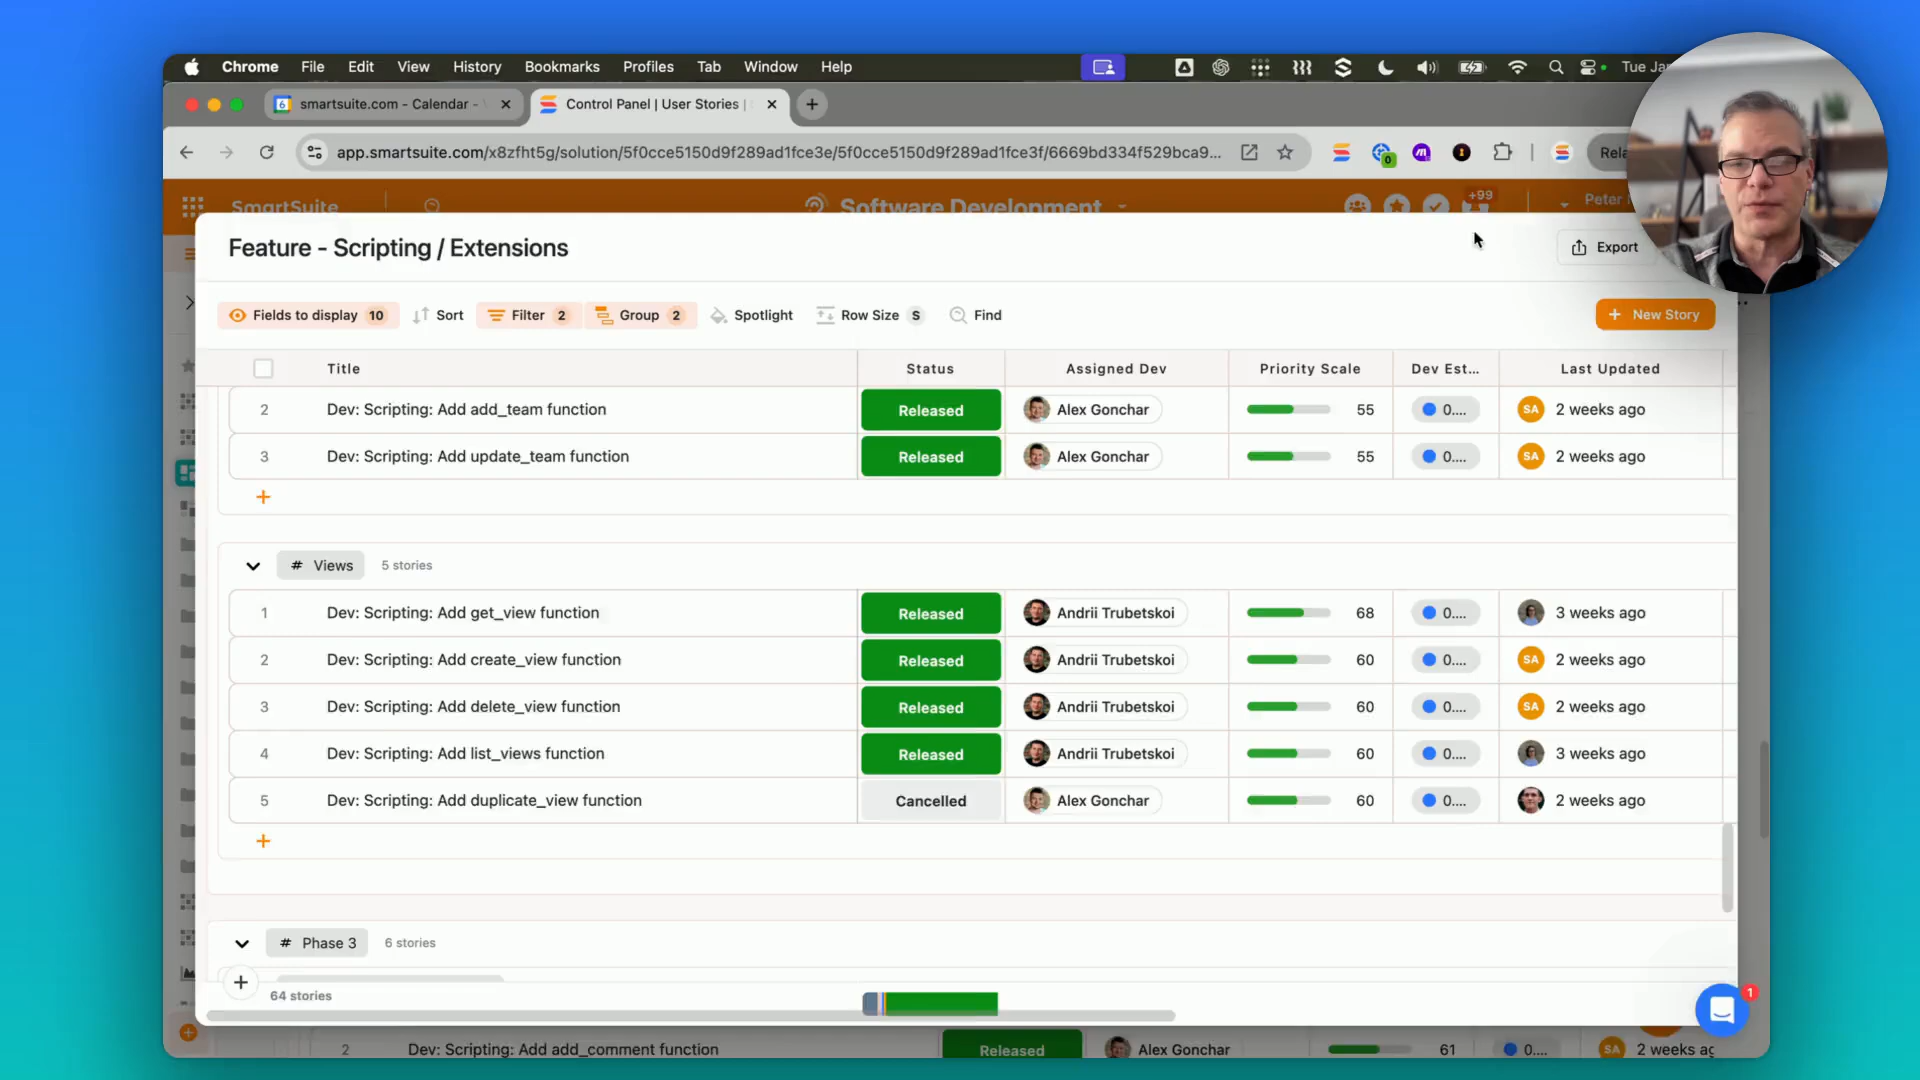 Chrome File Edit View History Bookmarks Profiles Tab Window Help Tue Ja
smartsuite.com - Calendar - Control Panel | User Stories |
app.smartsuite.com/x8zfht5g/solution/5f0cce5150d9f289ad1fce3e/5f0cce5150d9f289ad1fce3f/6669bd334f529bca9... 0 Rela
SmartSuite Software Development +99 Peter
Feature - Scripting / Extensions Export
Fields to display 10 Sort Filter 2 Group 2 Spotlight Row Size S Find + New Story
Title Status Assigned Dev Priority Scale Dev Est... Last Updated
2 Dev: Scripting: Add add_team function Released Alex Gonchar 55 0.... SA 2 weeks ago
3 Dev: Scripting: Add update_team function Released Alex Gonchar 55 0.... SA 2 weeks ago
+
# Views 5 stories
1 Dev: Scripting: Add get_view function Released Andrii Trubetskoi 68 0.... 3 weeks ago
2 Dev: Scripting: Add create_view function Released Andrii Trubetskoi 60 0.... SA 2 weeks ago
3 Dev: Scripting: Add delete_view function Released Andrii Trubetskoi 60 0.... SA 2 weeks ago
4 Dev: Scripting: Add list_views function Released Andrii Trubetskoi 60 0.... 3 weeks ago
5 Dev: Scripting: Add duplicate_view function Cancelled Alex Gonchar 60 0.... 2 weeks ago
+
# Phase 3 6 stories
+
64 stories
1
2 Dev: Scripting: Add add_comment function Released Alex Gonchar 61 0.... SA 2 weeks ag